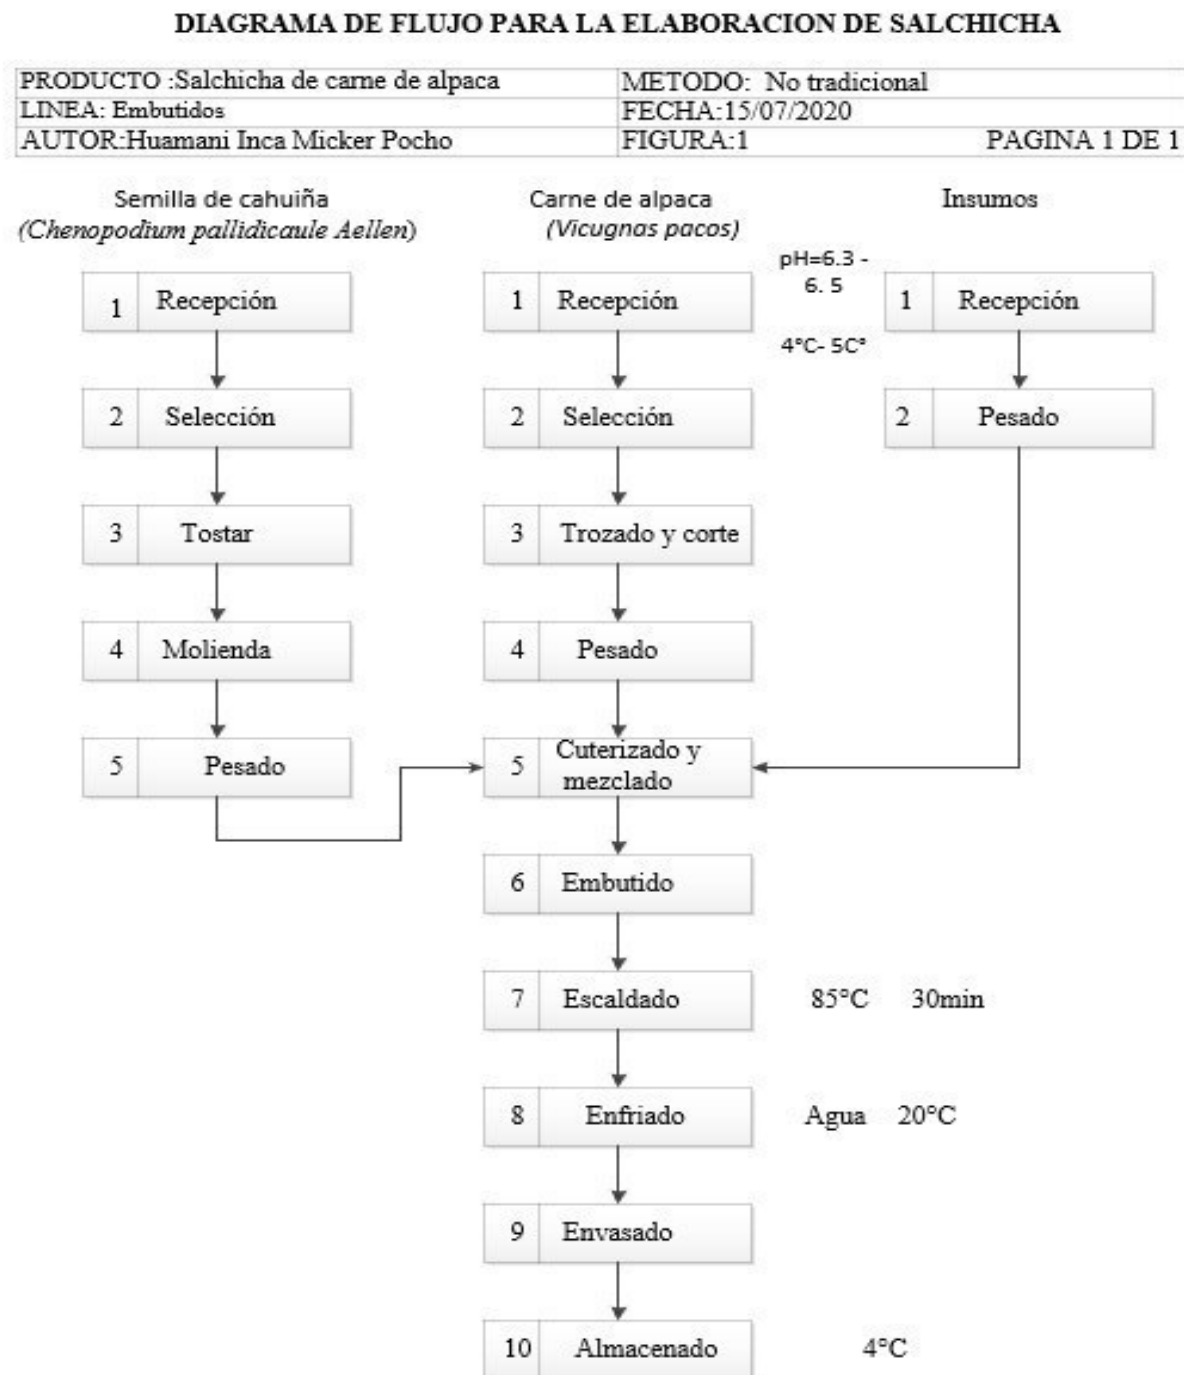 DIAGRAMA DE FLUJO PARA LA ELABORACION DE SALCHICHA
PRODUCTO :Salchicha de carne de alpaca
METODO: No tradicional
LINEA: Embutidos
FECHA:15/07/2020
AUTOR:Huamani Inca Micker Pocho
FIGURA:1
PAGINA 1 DE 1
Semilla de cahuiña
(Chenopodium pallidicaule Aellen)
1 Recepción
2 Selección
3 Tostar
4 Molienda
5 Pesado
Carne de alpaca
(Vicugnas pacos)
pH=6.3 -
6. 5
4°C- 5C°
1 Recepción
2 Selección
3 Trozado y corte
4 Pesado
5 Cuterizado y
mezclado
6 Embutido
7 Escaldado 85°C 30min
8 Enfriado Agua 20°C
9 Envasado
10 Almacenado 4°C
Insumos
1 Recepción
2 Pesado